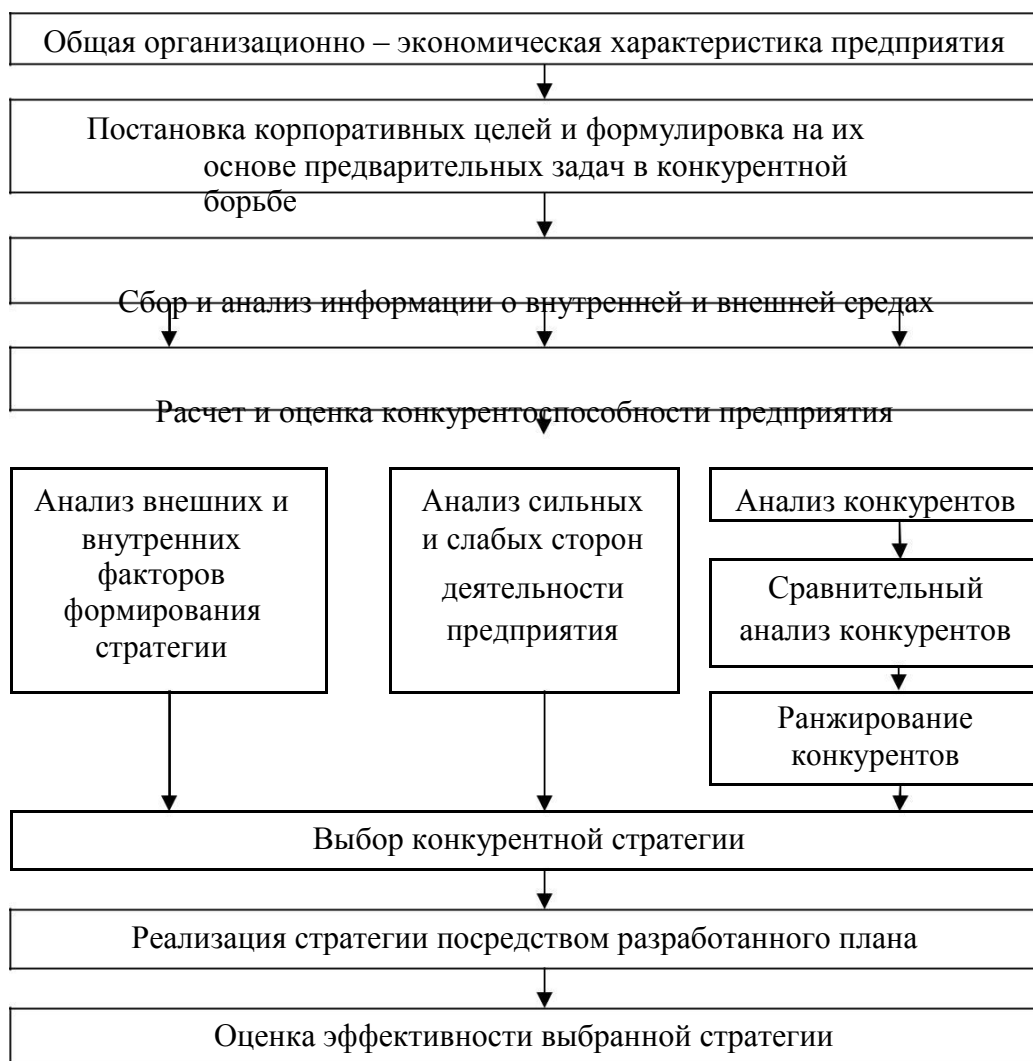 Общая организационно – экономическая характеристика предприятия
Постановка корпоративных целей и формулировка на их
основе предварительных задач в конкурентной
борьбе
Сбор и анализ информации о внутренней и внешней средах
Расчет и оценка конкурентоспособности предприятия
Анализ внешних и
внутренних
факторов
формирования
стратегии
Анализ сильных
и слабых сторон
деятельности
предприятия
Анализ конкурентов
Сравнительный
анализ конкурентов
Ранжирование
конкурентов
Выбор конкурентной стратегии
Реализация стратегии посредством разработанного плана
Оценка эффективности выбранной стратегии